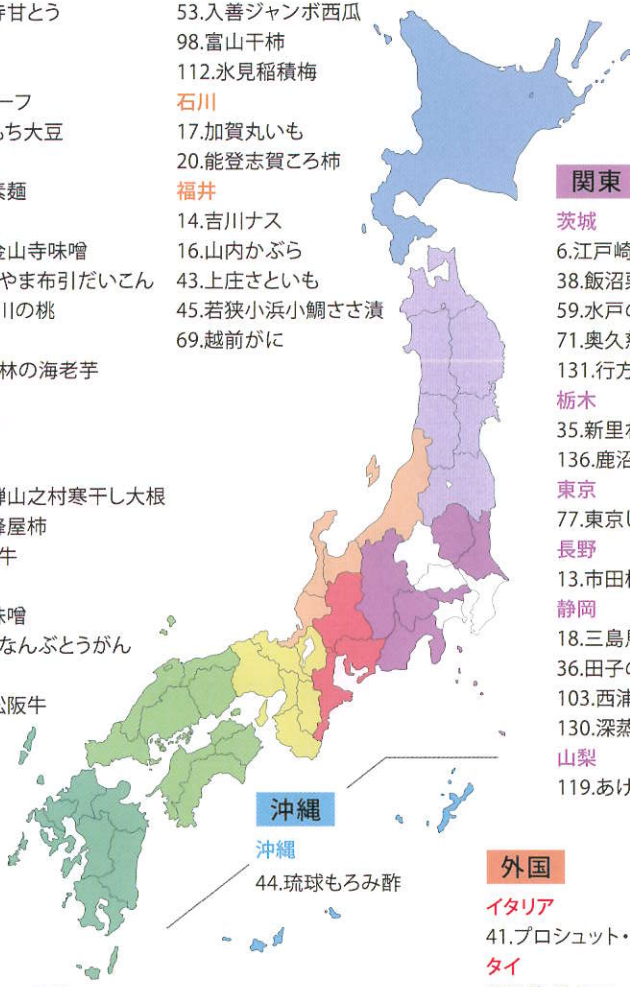 甘とう
ーフ
ち大豆
素麺
金山寺味噌
やま布引だいこん
川の桃
林の海老芋
山之村寒干し大根
屋柿
牛
味噌
なんぶとうがん
松阪牛
53.入善ジャンボ西瓜
98.富山干柿
112.氷見稲積梅
石川
17.加賀丸いも
20.能登志賀ころ柿
福井
14.吉川ナス
16.山内かぶら
43.上庄さといも
45.若狭小浜小鯛ささ漬
69.越前がに
関東
茨城
6.江戸崎
38.飯沼
59.水戸の
71.奥久
131.行方
栃木
35.新里
136.鹿沼
東京
77.東京
長野
13.市田
静岡
18.三島
36.田子の
103.西浦
130.深蒸
山梨
119.あけ
沖縄
沖縄
44.琉球もろみ酢
外国
イタリア
41.プロシュット・
タイ